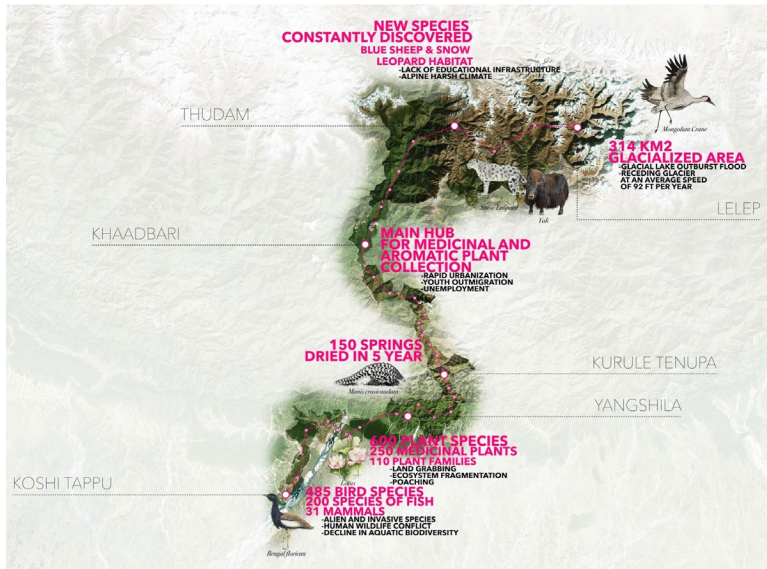 NEW SPECIES
CONSTANTLY DISCOVERED
BLUE SHEEP & SNOW
LEOPARD HABITAT
-LACK OF EDUCATIONAL INFRASTRUCTURE
-ALPINE HARSH CLIMATE
THUDAM
Mongolian Crane
314 KM2
GLACIALIZED AREA
-GLACIAL LAKE OUTBURST FLOOD
-RECEDING GLACIER
AT AN AVERAGE SPEED
OF 92 FT PER YEAR
Snow Leopard
Yak
LELEP
KHAADBARI
MAIN HUB
FOR MEDICINAL AND
AROMATIC PLANT
COLLECTION
-RAPID URBANIZATION
-YOUTH OUTMIGRATION
-UNEMPLOYMENT
150 SPRINGS
DRIED IN 5 YEAR
KURULE TENUPA
Manis crassicaudata
YANGSHILA
600 PLANT SPECIES
250 MEDICINAL PLANTS
110 PLANT FAMILIES
-LAND GRABBING
-ECOSYSTEM FRAGMENTATION
-POACHING
Lotus
KOSHI TAPPU
485 BIRD SPECIES
200 SPECIES OF FISH
31 MAMMALS
-ALIEN AND INVASIVE SPECIES
-HUMAN WILDLIFE CONFLICT
-DECLINE IN AQUATIC BIODIVERSITY
Bengal florican